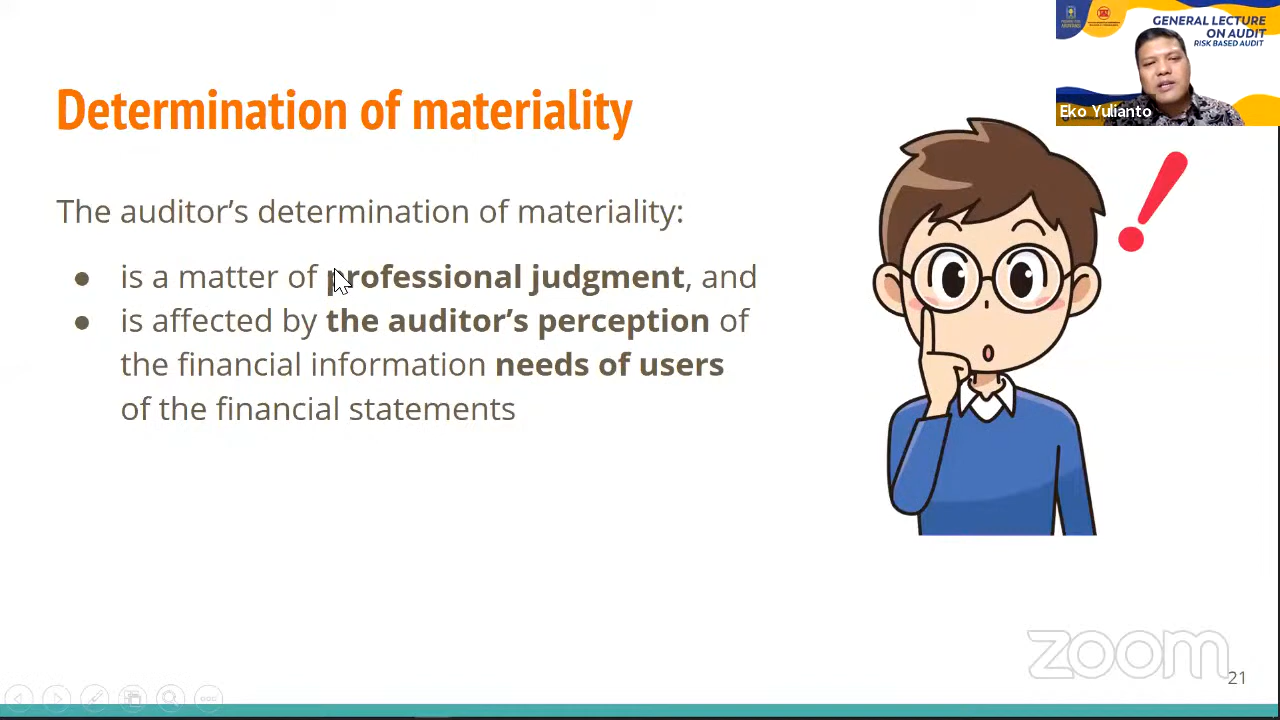 GENERAL LECTURE
ON AUDIT
RISK BASED AUDIT
Eko Yulianto
Determination of materiality
The auditor’s determination of materiality:
● is a matter of professional judgment, and
● is affected by the auditor’s perception of
the financial information needs of users
of the financial statements
zoom
21